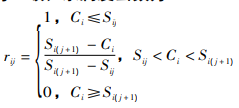 1, C_i ≤ S_{ij}
r_{ij} = { \frac{S_{i(j+1)} - C_i}{S_{i(j+1)} - S_{ij}}, S_{ij} < C_i < S_{i(j+1)}
0, C_i ≥ S_{i(j+1)}